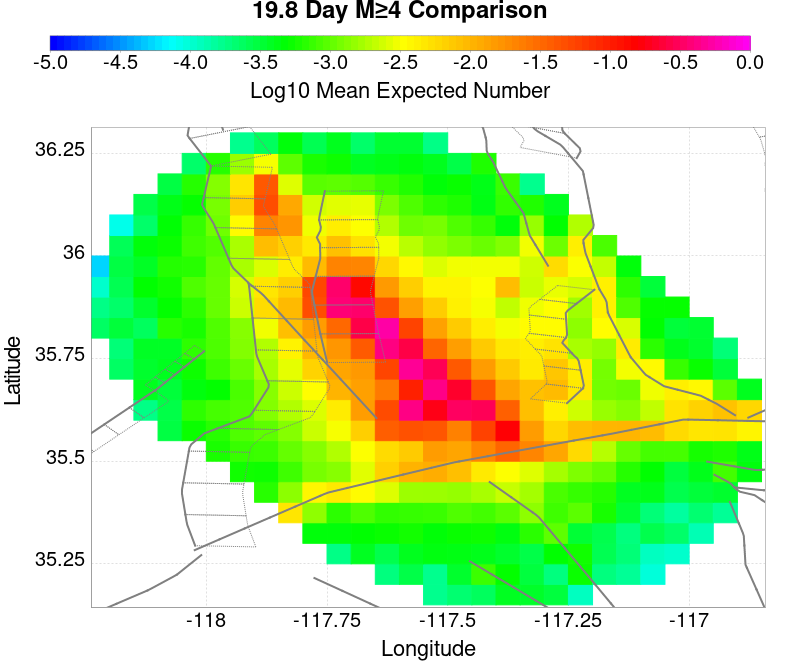 19.8 Day M≥4 Comparison
-5.0 -4.5 -4.0 -3.5 -3.0 -2.5 -2.0 -1.5 -1.0 -0.5 0.0
Log10 Mean Expected Number
36.25
36
35.75
35.5
35.25
Latitude
-118 -117.75 -117.5 -117.25 -117
Longitude